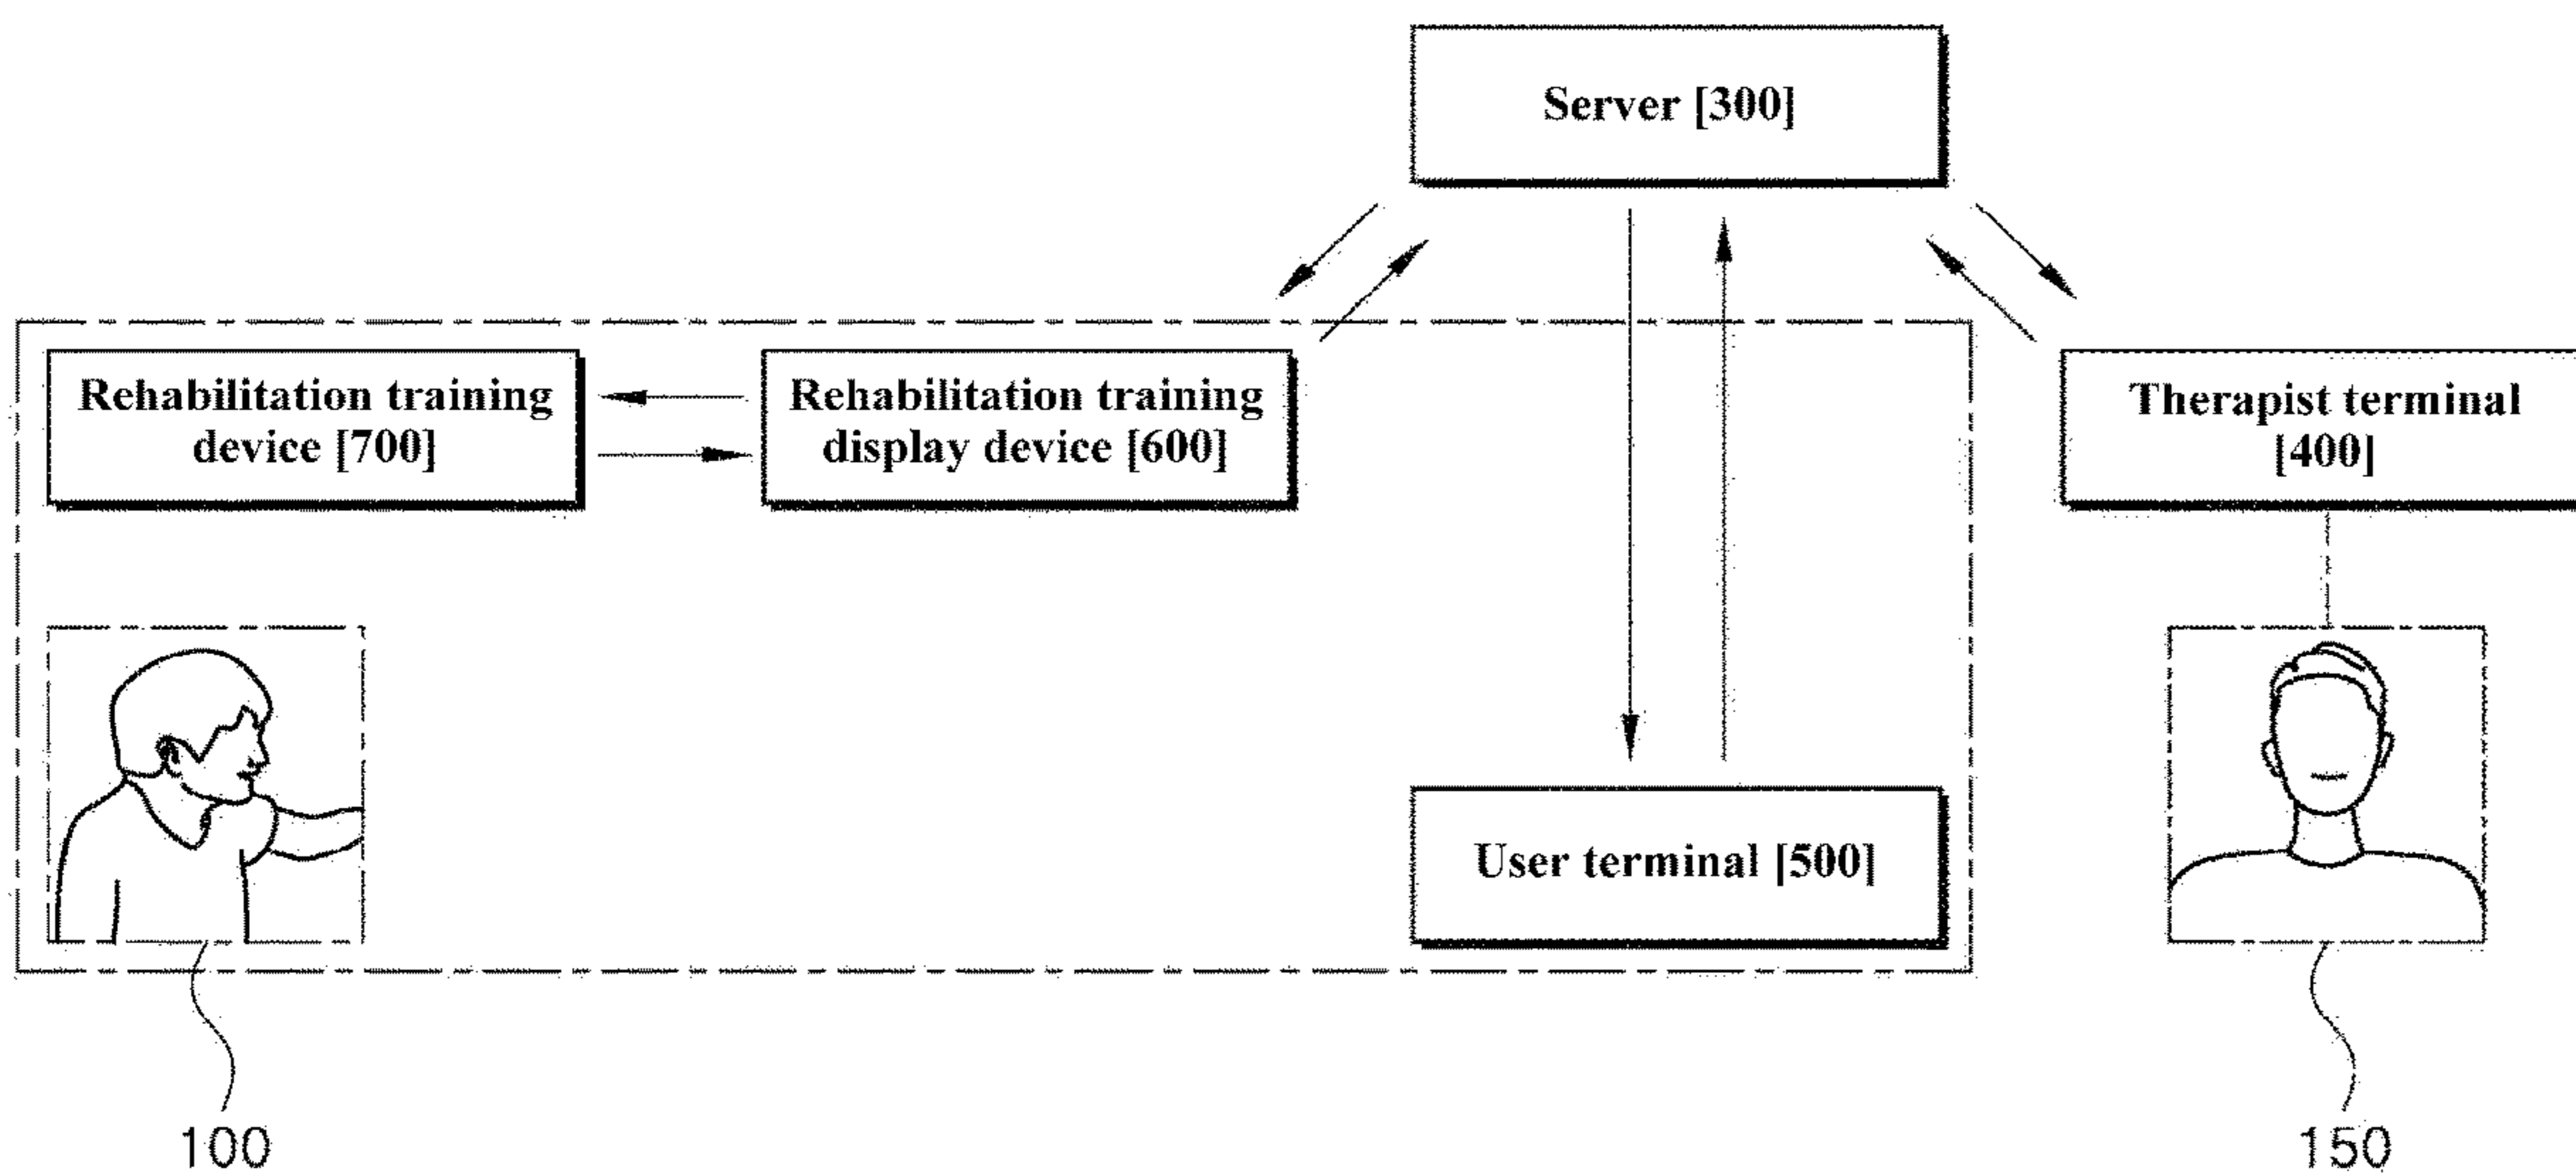 Server [300]
Rehabilitation training
device [700]
Rehabilitation training
display device [600]
Therapist terminal
[400]
User terminal [500]
100
150